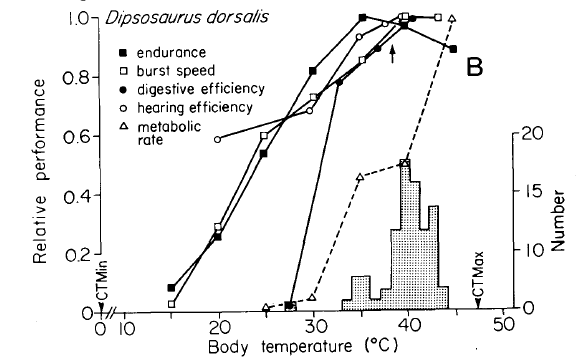 Dipsosaurus dorsalis
endurance
burst speed
digestive efficiency
hearing efficiency
metabolic
rate
B
Relative performance
1.0
0.8
0.6
0.4
0.2
0
CTMin
0 10 20 30 40 50
Body temperature (°C)
CTMax
20
15
10
5
0
Number